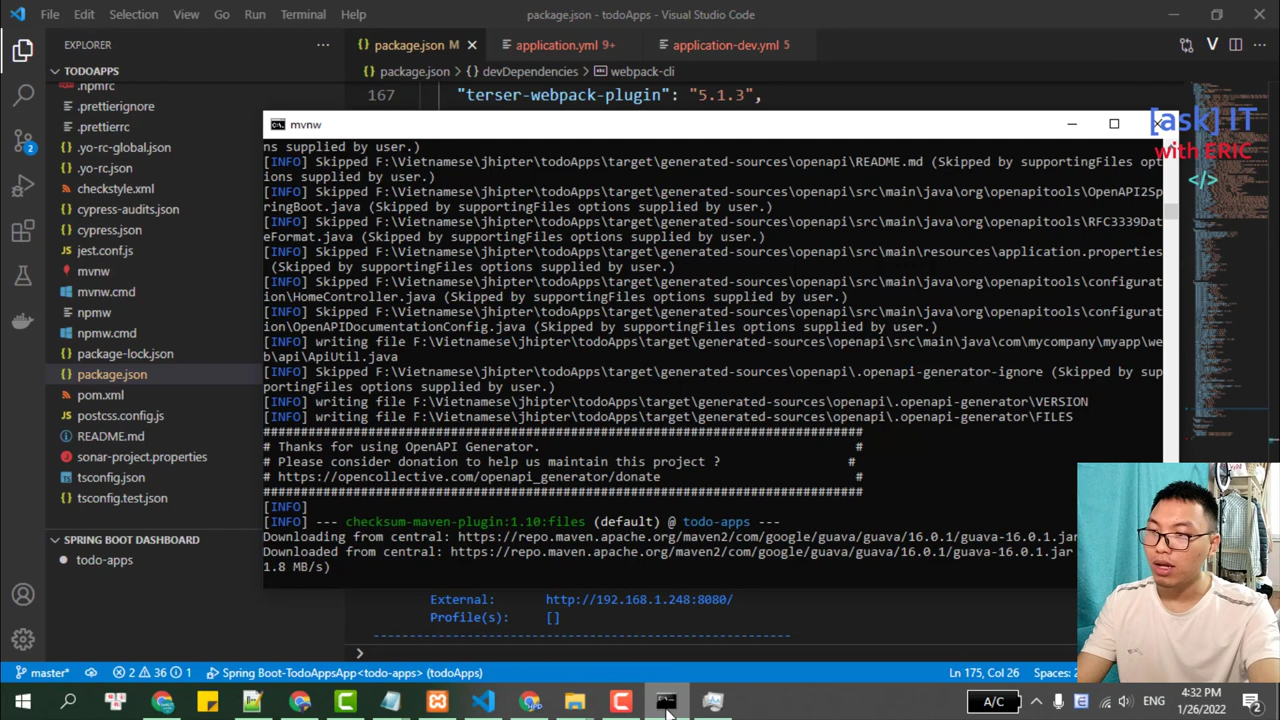 File Edit Selection View Go Run Terminal Help
package.json - todoApps - Visual Studio Code
EXPLORER
package.json M
application.yml 9+
application-dev.yml 5
TODOAPPS
package.json > {} devDependencies > webpack-cli
.npmrc
.prettierignore
.prettierrc
.yo-rc-global.json
.yo-rc.json
checkstyle.xml
cypress-audits.json
cypress.json
jest.conf.js
mvnw
mvnw.cmd
npmw
npmw.cmd
package-lock.json
package.json
pom.xml
postcss.config.js
README.md
sonar-project.properties
tsconfig.json
tsconfig.test.json
SPRING BOOT DASHBOARD
todo-apps
167 "terser-webpack-plugin": "5.1.3",
[ask] IT
with ERIC
</>
mvnw
ns supplied by user.)
[INFO] Skipped F:\Vietnamese\jhipter\todoApps\target\generated-sources\openapi\README.md (Skipped by supportingFiles opt
ions supplied by user.)
[INFO] Skipped F:\Vietnamese\jhipter\todoApps\target\generated-sources\openapi\src\main\java\org\openapitools\OpenAPI2Sp
ringBoot.java (Skipped by supportingFiles options supplied by user.)
[INFO] Skipped F:\Vietnamese\jhipter\todoApps\target\generated-sources\openapi\src\main\java\org\openapitools\RFC3339Dat
eFormat.java (Skipped by supportingFiles options supplied by user.)
[INFO] Skipped F:\Vietnamese\jhipter\todoApps\target\generated-sources\openapi\src\main\resources\application.properties
(Skipped by supportingFiles options supplied by user.)
[INFO] Skipped F:\Vietnamese\jhipter\todoApps\target\generated-sources\openapi\src\main\java\org\openapitools\configurat
ion\HomeController.java (Skipped by supportingFiles options supplied by user.)
[INFO] Skipped F:\Vietnamese\jhipter\todoApps\target\generated-sources\openapi\src\main\java\org\openapitools\configurat
ion\OpenAPIDocumentationConfig.java (Skipped by supportingFiles options supplied by user.)
[INFO] writing file F:\Vietnamese\jhipter\todoApps\target\generated-sources\openapi\src\main\java\com\mycompany\myapp\we
b\api\ApiUtil.java
[INFO] Skipped F:\Vietnamese\jhipter\todoApps\target\generated-sources\openapi\.openapi-generator-ignore (Skipped by sup
portingFiles options supplied by user.)
[INFO] writing file F:\Vietnamese\jhipter\todoApps\target\generated-sources\openapi\.openapi-generator\VERSION
[INFO] writing file F:\Vietnamese\jhipter\todoApps\target\generated-sources\openapi\.openapi-generator\FILES
################################################################################
# Thanks for using OpenAPI Generator. #
# Please consider donation to help us maintain this project ? #
# https://opencollective.com/openapi_generator/donate #
################################################################################
[INFO]
[INFO] --- checksum-maven-plugin:1.10:files (default) @ todo-apps ---
Downloading from central: https://repo.maven.apache.org/maven2/com/google/guava/guava/16.0.1/guava-16.0.1.jar
Downloaded from central: https://repo.maven.apache.org/maven2/com/google/guava/guava/16.0.1/guava-16.0.1.jar
1.8 MB/s)
External: http://192.168.1.248:8080/
Profile(s): []
----------------------------------------------------------
>
master* 2 36 1 Spring Boot-TodoAppsApp<todo-apps> (todoApps)
Ln 175, Col 26
Spaces:
A/C
ENG
4:32 PM
1/26/2022
2